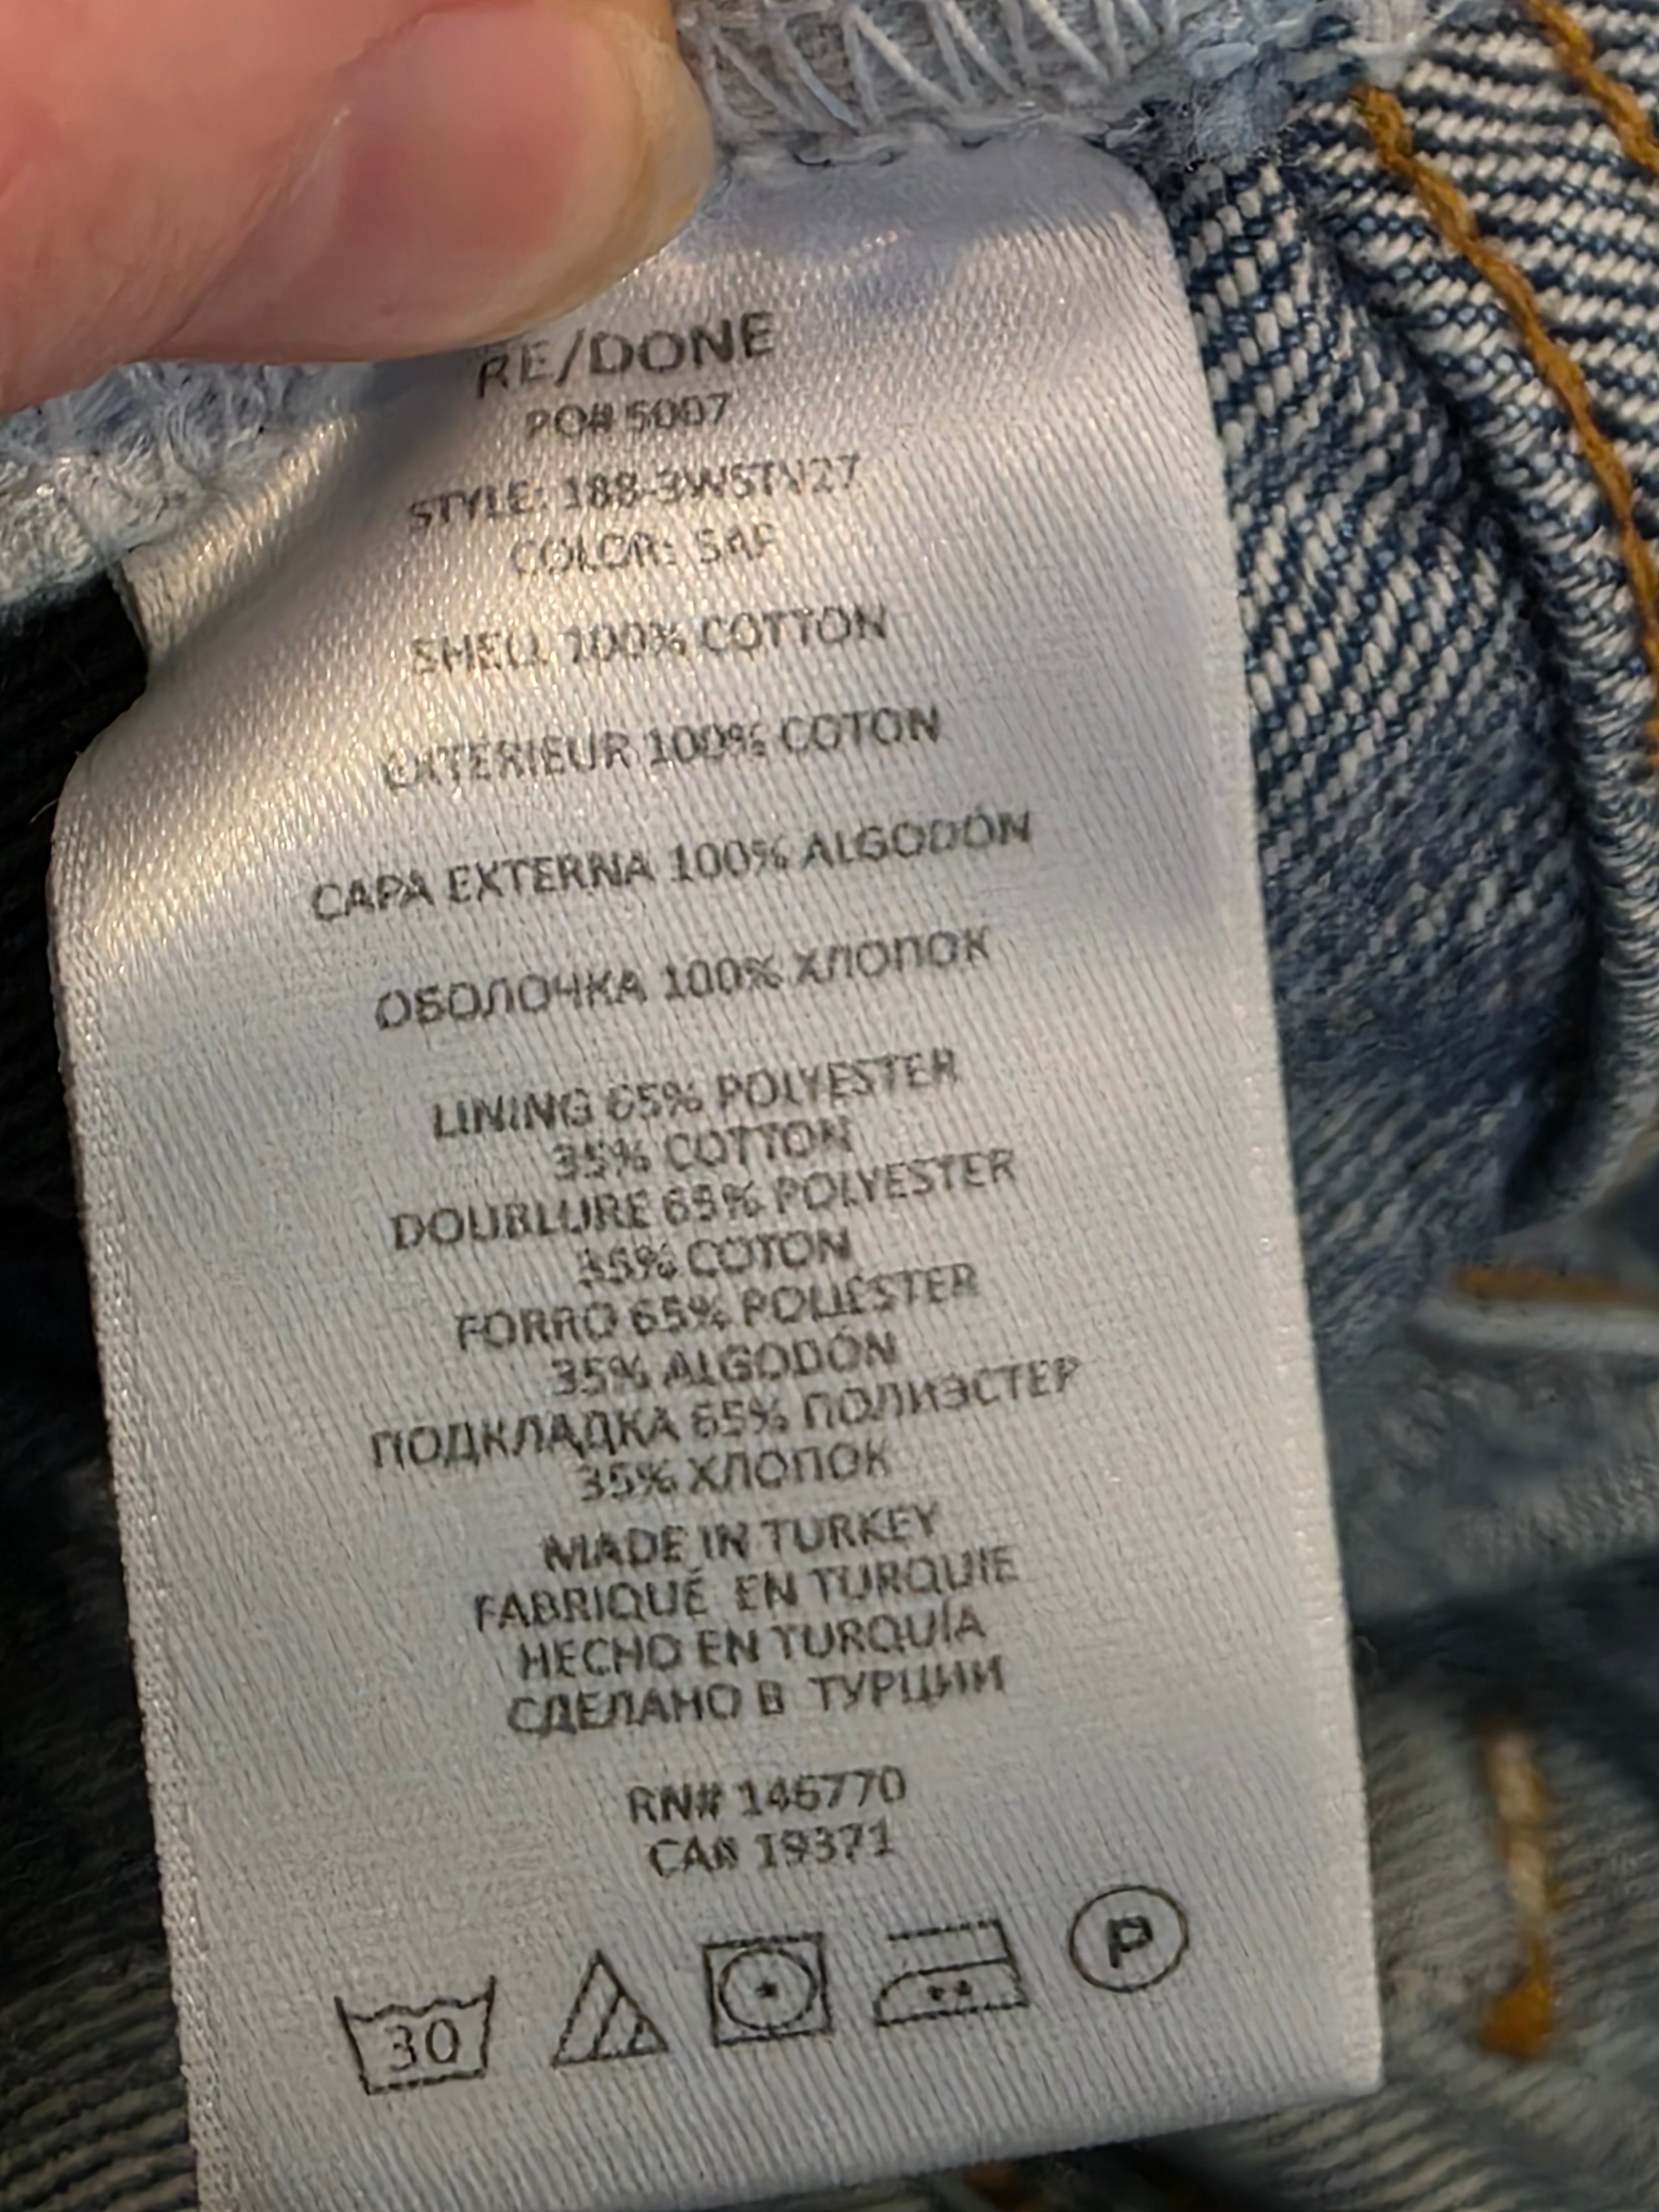 RE/DONE
PO# 5007
STYLE: 188-3WSTN27
COLOR: SAF
SHELL 100% COTTON
EXTERIEUR 100% COTON
CAPA EXTERNA 100% ALGODÓN
ОБОЛОЧКА 100% ХЛОПОК
LINING 65% POLYESTER
35% COTTON
DOUBLURE 65% POLYESTER
35% COTON
FORRO 65% POLIÉSTER
35% ALGODÓN
ПОДКЛАДКА 65% ПОЛИЭСТЕР
35% ХЛОПОК
MADE IN TURKEY
FABRIQUÉ EN TURQUIE
HECHO EN TURQUÍA
СДЕЛАНО В ТУРЦИИ
RN# 146770
CA# 19371
30
P